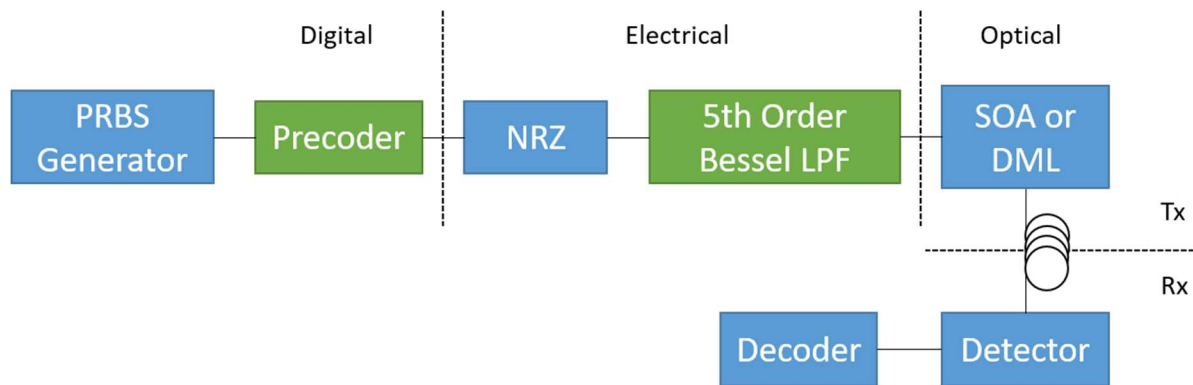 Digital
Electrical
Optical
PRBS
Generator
Precoder
NRZ
5th Order
Bessel LPF
SOA or
DML
Tx
Rx
Decoder
Detector